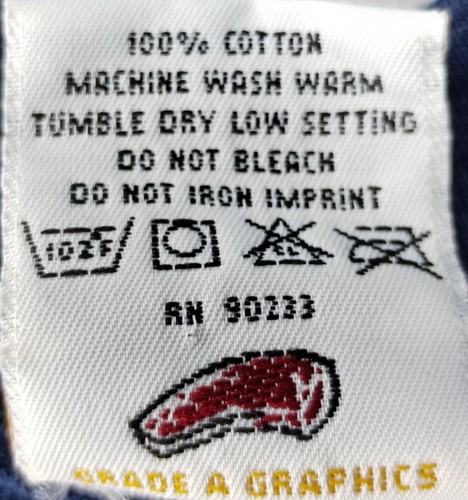 100% COTTON
MACHINE WASH WARM
TUMBLE DRY LOW SETTING
DO NOT BLEACH
DO NOT IRON IMPRINT
102F CL
RN 90233
GRADE A GRAPHICS